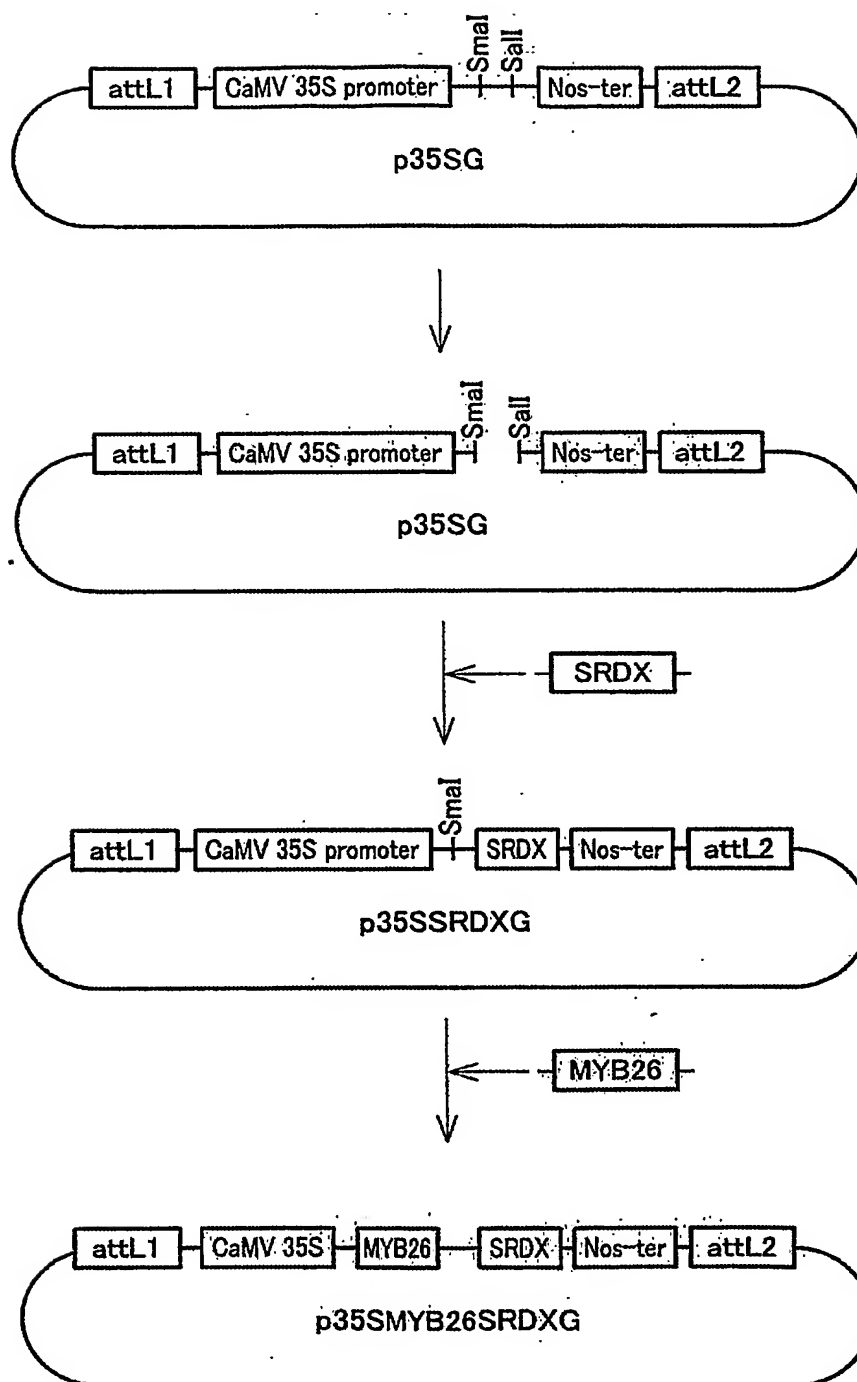 SmaI
SalI
attL1 CaMV 35S promoter Nos-ter attL2
p35SG
SmaI
SalI
attL1 CaMV 35S promoter Nos-ter attL2
p35SG
SRDX
SmaI
attL1 CaMV 35S promoter SRDX Nos-ter attL2
p35SSRDXG
MYB26
attL1 CaMV 35S MYB26 SRDX Nos-ter attL2
p35SMYB26SRDXG